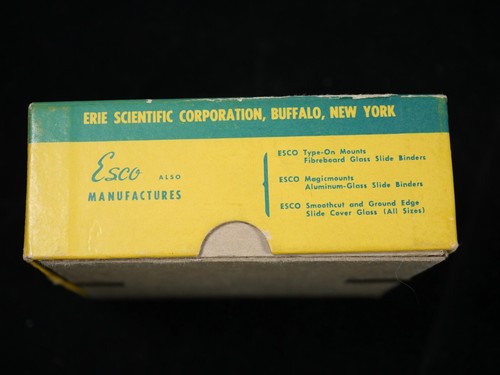 ERIE SCIENTIFIC CORPORATION, BUFFALO, NEW YORK
Esco ALSO
MANUFACTURES
ESCO Type-On Mounts
Fibreboard Glass Slide Binders
ESCO Magicmounts
Aluminum-Glass Slide Binders
ESCO Smoothcut and Ground Edge
Slide Cover Glass (All Sizes)